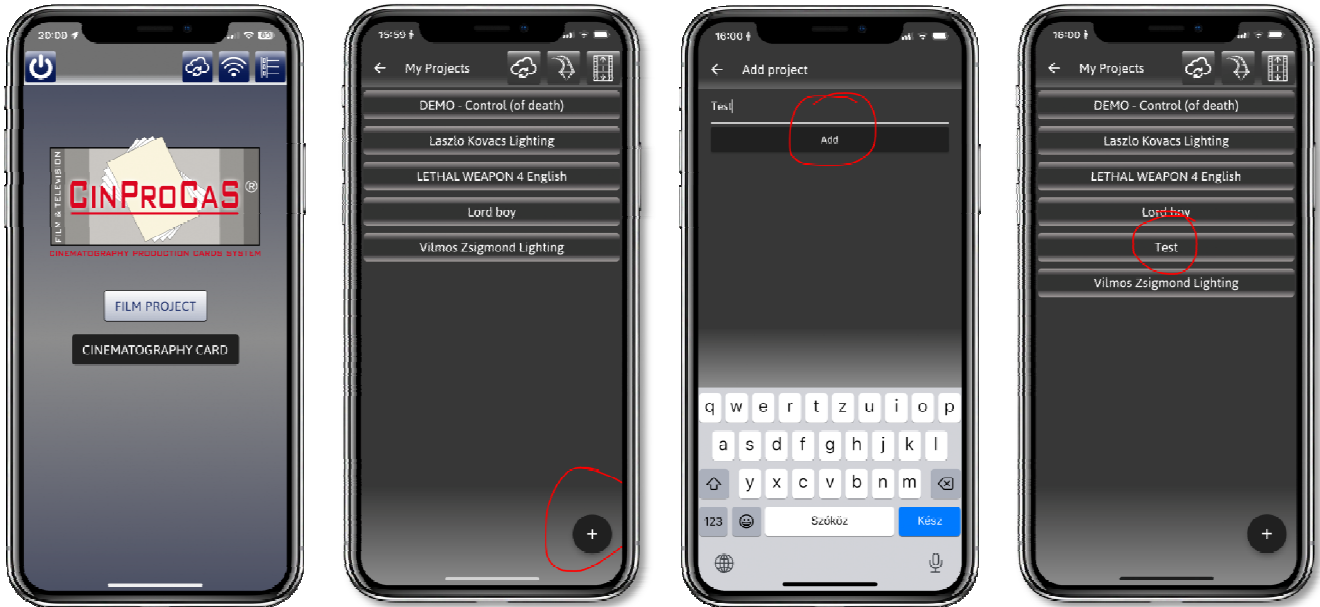 20:00
FILM & TELEVISION
CINPROCAS®
CINEMATOGRAPHY PRODUCTION CARDS SYSTEM
FILM PROJECT
CINEMATOGRAPHY CARD
15:59
My Projects
DEMO - Control (of death)
Laszlo Kovacs Lighting
LETHAL WEAPON 4 English
Lord boy
Vilmos Zsigmond Lighting
+
16:00
Add project
Test
Add
q w e r t z u i o p
a s d f g h j k l
y x c v b n m
123 Szóköz Kész
16:00
My Projects
DEMO - Control (of death)
Laszlo Kovacs Lighting
LETHAL WEAPON 4 English
Lord boy
Test
Vilmos Zsigmond Lighting
+